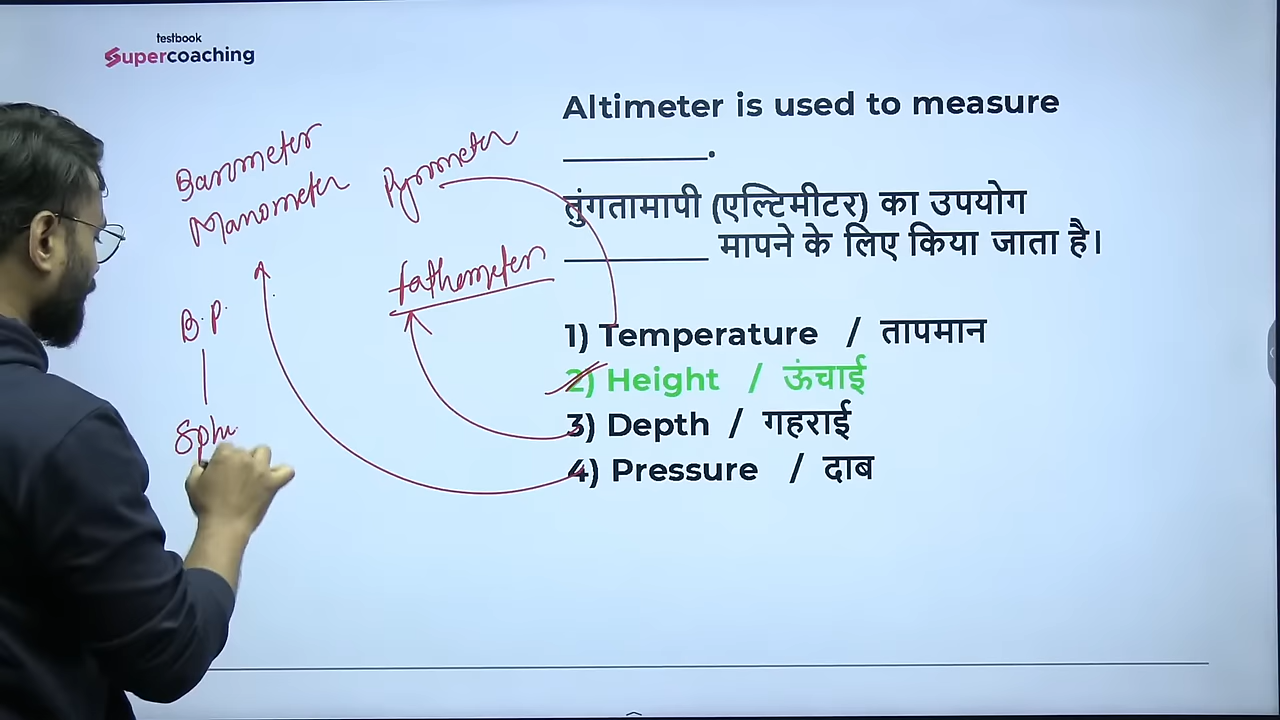 testbook
Supercoaching
Altimeter is used to measure
________.
तुंगतामापी (एल्टिमीटर) का उपयोग
________ मापने के लिए किया जाता है।
1) Temperature / तापमान
2) Height / ऊंचाई
3) Depth / गहराई
4) Pressure / दाब
Barometer
Manometer
Pyrometer
fathometer
B.P.
Sphy